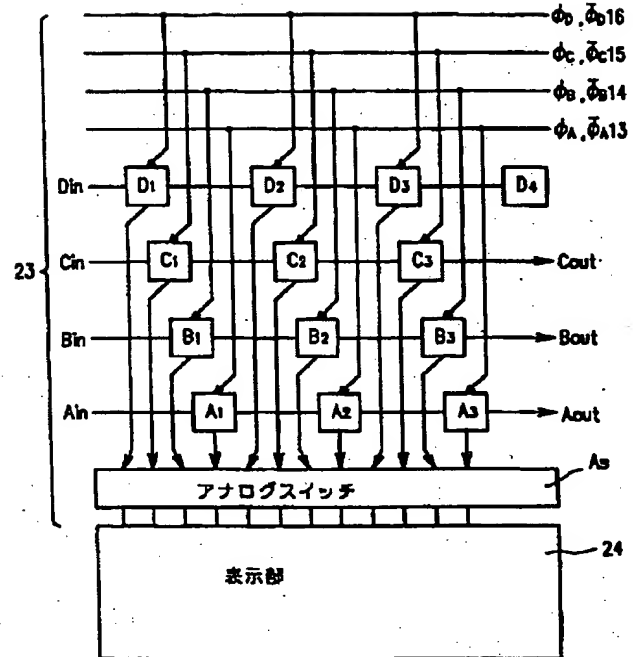 φD,φ̄D16
φC,φ̄C15
φB,φ̄B14
φA,φ̄A13
Din D1 D2 D3 D4
23
Cin C1 C2 C3 Cout
Bin B1 B2 B3 Bout
Ain A1 A2 A3 Aout
アナログスイッチ As
表示部 24